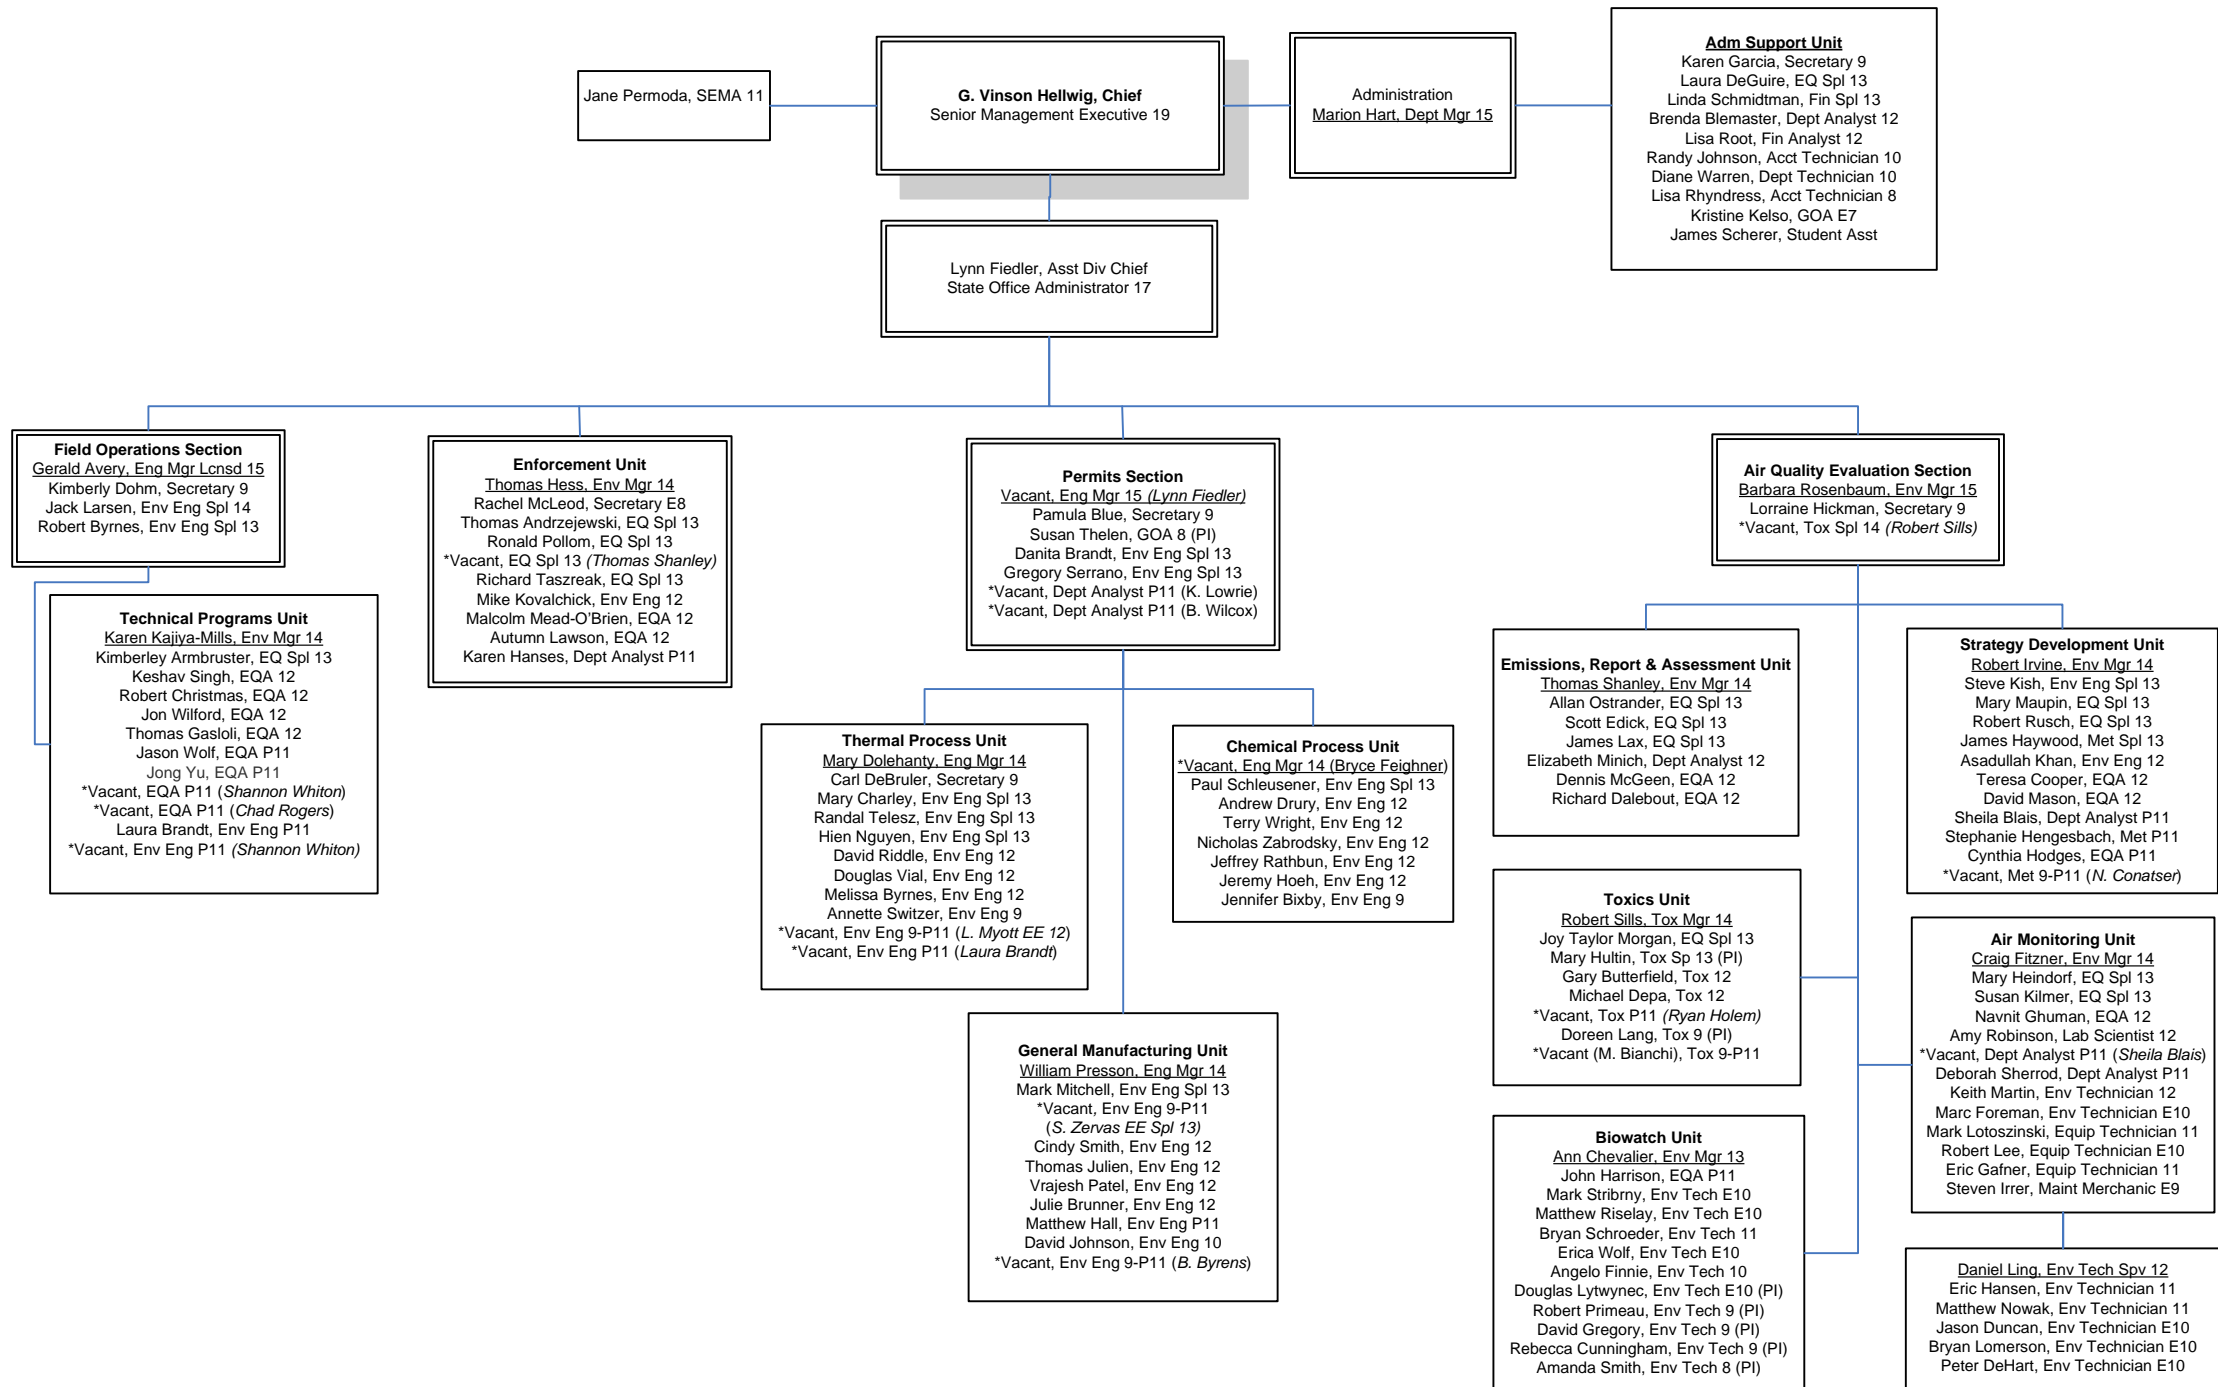 Jane Permoda, SEMA 11
G. Vinson Hellwig, Chief
Senior Management Executive 19
Administration
Marion Hart, Dept Mgr 15
Adm Support Unit
Karen Garcia, Secretary 9
Laura DeGuire, EQ Spl 13
Linda Schmidtman, Fin Spl 13
Brenda Blemaster, Dept Analyst 12
Lisa Root, Fin Analyst 12
Randy Johnson, Acct Technician 10
Diane Warren, Dept Technician 10
Lisa Rhyndress, Acct Technician 8
Kristine Kelso, GOA E7
James Scherer, Student Asst
Lynn Fiedler, Asst Div Chief
State Office Administrator 17
Field Operations Section
Gerald Avery, Eng Mgr Lcnsd 15
Kimberly Dohm, Secretary 9
Jack Larsen, Env Eng Spl 14
Robert Byrnes, Env Eng Spl 13
Technical Programs Unit
Karen Kajiya-Mills, Env Mgr 14
Kimberley Armbruster, EQ Spl 13
Keshav Singh, EQA 12
Robert Christmas, EQA 12
Jon Wilford, EQA 12
Thomas Gasloli, EQA 12
Jason Wolf, EQA P11
Jong Yu, EQA P11
*Vacant, EQA P11 (Shannon Whiton)
*Vacant, EQA P11 (Chad Rogers)
Laura Brandt, Env Eng P11
*Vacant, Env Eng P11 (Shannon Whiton)
Enforcement Unit
Thomas Hess, Env Mgr 14
Rachel McLeod, Secretary E8
Thomas Andrzejewski, EQ Spl 13
Ronald Pollom, EQ Spl 13
*Vacant, EQ Spl 13 (Thomas Shanley)
Richard Taszreak, EQ Spl 13
Mike Kovalchick, Env Eng 12
Malcolm Mead-O'Brien, EQA 12
Autumn Lawson, EQA 12
Karen Hanses, Dept Analyst P11
Permits Section
Vacant, Eng Mgr 15 (Lynn Fiedler)
Pamula Blue, Secretary 9
Susan Thelen, GOA 8 (PI)
Danita Brandt, Env Eng Spl 13
Gregory Serrano, Env Eng Spl 13
*Vacant, Dept Analyst P11 (K. Lowrie)
*Vacant, Dept Analyst P11 (B. Wilcox)
Thermal Process Unit
Mary Dolehanty, Eng Mgr 14
Carl DeBruler, Secretary 9
Mary Charley, Env Eng Spl 13
Randal Telesz, Env Eng Spl 13
Hien Nguyen, Env Eng Spl 13
David Riddle, Env Eng 12
Douglas Vial, Env Eng 12
Melissa Byrnes, Env Eng 12
Annette Switzer, Env Eng 9
*Vacant, Env Eng 9-P11 (L. Myott EE 12)
*Vacant, Env Eng P11 (Laura Brandt)
Chemical Process Unit
*Vacant, Eng Mgr 14 (Bryce Feighner)
Paul Schleusener, Env Eng Spl 13
Andrew Drury, Env Eng 12
Terry Wright, Env Eng 12
Nicholas Zabrodsky, Env Eng 12
Jeffrey Rathbun, Env Eng 12
Jeremy Hoeh, Env Eng 12
Jennifer Bixby, Env Eng 9
General Manufacturing Unit
William Presson, Eng Mgr 14
Mark Mitchell, Env Eng Spl 13
*Vacant, Env Eng 9-P11
(S. Zervas EE Spl 13)
Cindy Smith, Env Eng 12
Thomas Julien, Env Eng 12
Vrajesh Patel, Env Eng 12
Julie Brunner, Env Eng 12
Matthew Hall, Env Eng P11
David Johnson, Env Eng 10
*Vacant, Env Eng 9-P11 (B. Byrens)
Air Quality Evaluation Section
Barbara Rosenbaum, Env Mgr 15
Lorraine Hickman, Secretary 9
*Vacant, Tox Spl 14 (Robert Sills)
Emissions, Report & Assessment Unit
Thomas Shanley, Env Mgr 14
Allan Ostrander, EQ Spl 13
Scott Edick, EQ Spl 13
James Lax, EQ Spl 13
Elizabeth Minich, Dept Analyst 12
Dennis McGeen, EQA 12
Richard Dalebout, EQA 12
Toxics Unit
Robert Sills, Tox Mgr 14
Joy Taylor Morgan, EQ Spl 13
Mary Hultin, Tox Sp 13 (PI)
Gary Butterfield, Tox 12
Michael Depa, Tox 12
*Vacant, Tox P11 (Ryan Holem)
Doreen Lang, Tox 9 (PI)
*Vacant (M. Bianchi), Tox 9-P11
Biowatch Unit
Ann Chevalier, Env Mgr 13
John Harrison, EQA P11
Mark Stribrny, Env Tech E10
Matthew Riselay, Env Tech E10
Bryan Schroeder, Env Tech 11
Erica Wolf, Env Tech E10
Angelo Finnie, Env Tech 10
Douglas Lytwynec, Env Tech E10 (PI)
Robert Primeau, Env Tech 9 (PI)
David Gregory, Env Tech 9 (PI)
Rebecca Cunningham, Env Tech 9 (PI)
Amanda Smith, Env Tech 8 (PI)
Strategy Development Unit
Robert Irvine, Env Mgr 14
Steve Kish, Env Eng Spl 13
Mary Maupin, EQ Spl 13
Robert Rusch, EQ Spl 13
James Haywood, Met Spl 13
Asadullah Khan, Env Eng 12
Teresa Cooper, EQA 12
David Mason, EQA 12
Sheila Blais, Dept Analyst P11
Stephanie Hengesbach, Met P11
Cynthia Hodges, EQA P11
*Vacant, Met 9-P11 (N. Conatser)
Air Monitoring Unit
Craig Fitzner, Env Mgr 14
Mary Heindorf, EQ Spl 13
Susan Kilmer, EQ Spl 13
Navnit Ghuman, EQA 12
Amy Robinson, Lab Scientist 12
*Vacant, Dept Analyst P11 (Sheila Blais)
Deborah Sherrod, Dept Analyst P11
Keith Martin, Env Technician 12
Marc Foreman, Env Technician E10
Mark Lotoszinski, Equip Technician 11
Robert Lee, Equip Technician E10
Eric Gafner, Equip Technician 11
Steven Irrer, Maint Merchanic E9
Daniel Ling, Env Tech Spv 12
Eric Hansen, Env Technician 11
Matthew Nowak, Env Technician 11
Jason Duncan, Env Technician E10
Bryan Lomerson, Env Technician E10
Peter DeHart, Env Technician E10